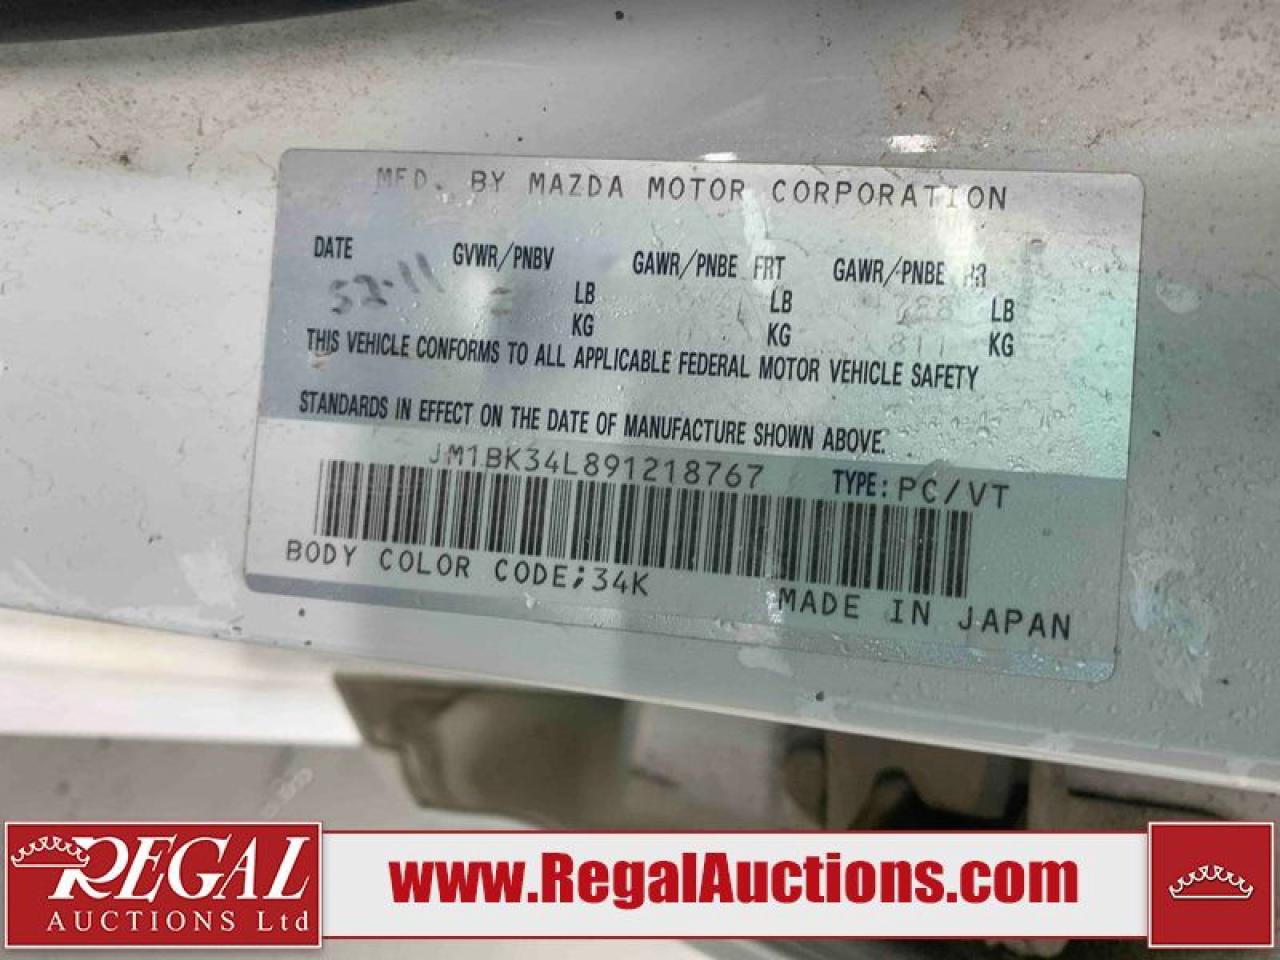 MFD. BY MAZDA MOTOR CORPORATION
DATE GVWR/PNBV GAWR/PNBE FRT GAWR/PNBE RR
LB LB LB
KG KG 811 KG
THIS VEHICLE CONFORMS TO ALL APPLICABLE FEDERAL MOTOR VEHICLE SAFETY
STANDARDS IN EFFECT ON THE DATE OF MANUFACTURE SHOWN ABOVE.
JM1BK34L891218767 TYPE: PC/VT
BODY COLOR CODE;34K
MADE IN JAPAN
REGAL
AUCTIONS Ltd
www.RegalAuctions.com